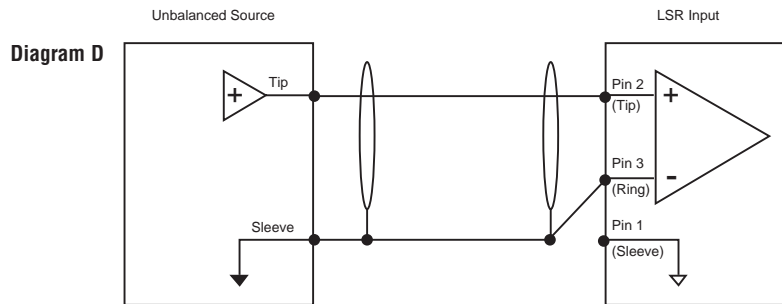 Unbalanced Source
LSR Input
Diagram D
Tip
+
Pin 2
(Tip)
+
Pin 3
(Ring)
-
Sleeve
Pin 1
(Sleeve)